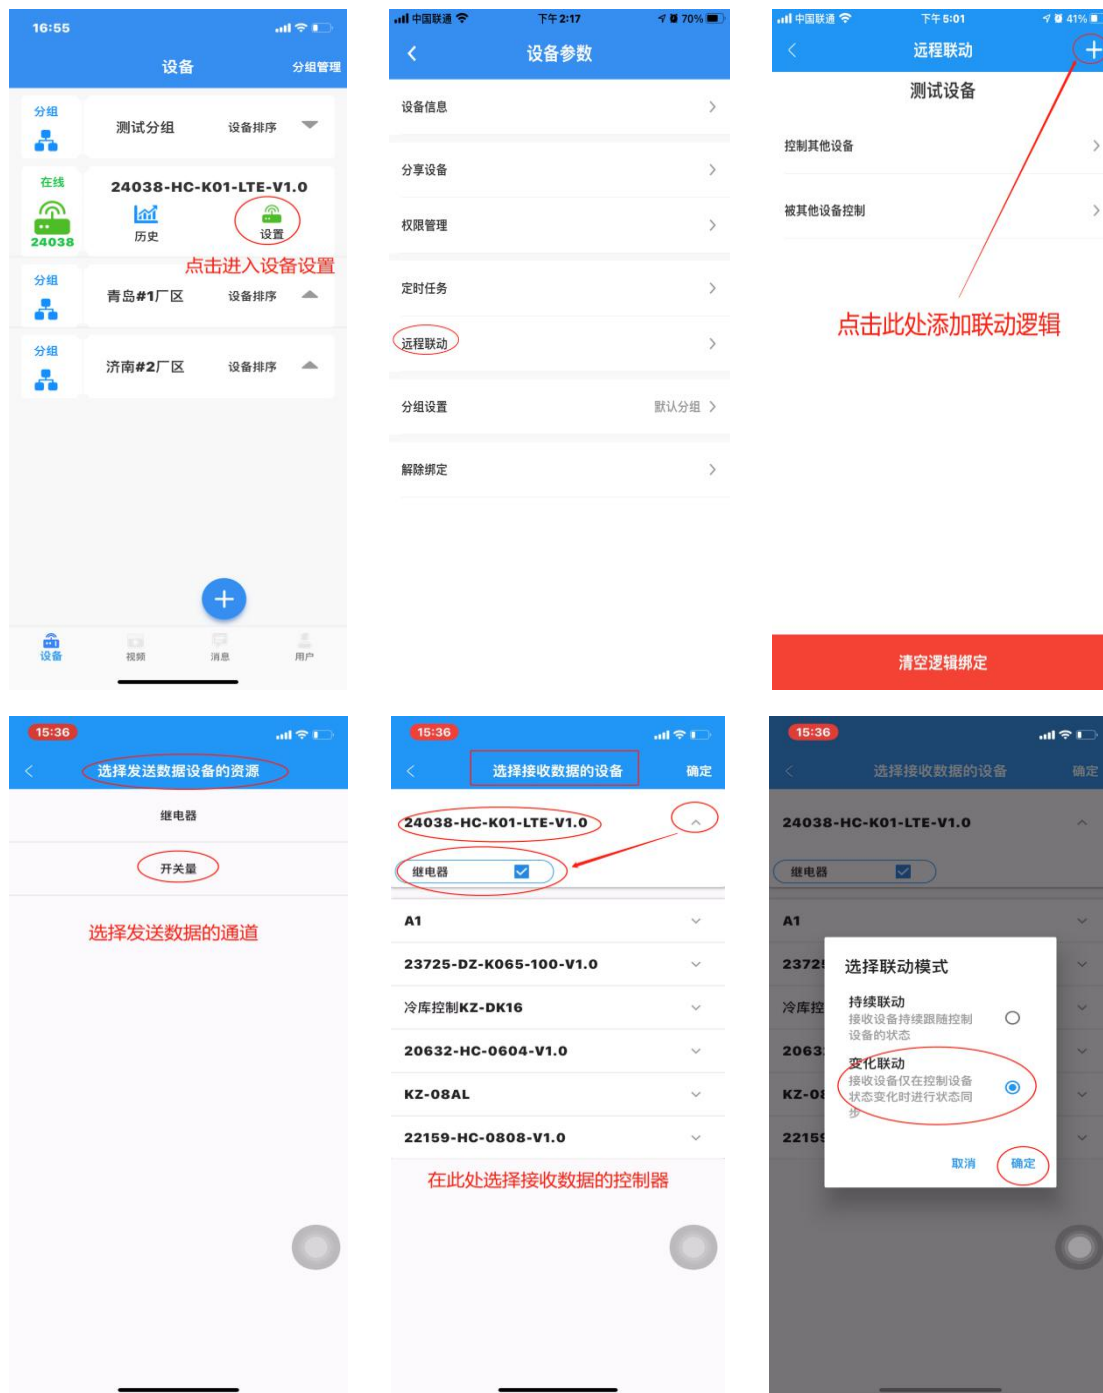 16:55
设备
分组管理
分组
测试分组
设备排序
在线
24038-HC-K01-LTE-V1.0
24038
历史
设置
点击进入设备设置
分组
青岛#1厂区
设备排序
分组
济南#2厂区
设备排序
设备
视频
消息
用户
中国联通
下午2:17
70%
设备参数
设备信息
分享设备
权限管理
定时任务
远程联动
分组设置
默认分组
解除绑定
中国联通
下午5:01
41%
远程联动
测试设备
控制其他设备
被其他设备控制
点击此处添加联动逻辑
清空逻辑绑定
15:36
选择发送数据设备的资源
继电器
开关量
选择发送数据的通道
15:36
选择接收数据的设备
确定
24038-HC-K01-LTE-V1.0
继电器
A1
23725-DZ-K065-100-V1.0
冷库控制KZ-DK16
20632-HC-0604-V1.0
KZ-08AL
22159-HC-0808-V1.0
在此处选择接收数据的控制器
15:36
选择接收数据的设备
确定
24038-HC-K01-LTE-V1.0
继电器
A1
2372
冷库控
2063
KZ-08
2215
选择联动模式
持续联动
接收设备持续跟随控制
设备的状态
变化联动
接收设备仅在控制设备
状态变化时进行状态同
步
取消
确定